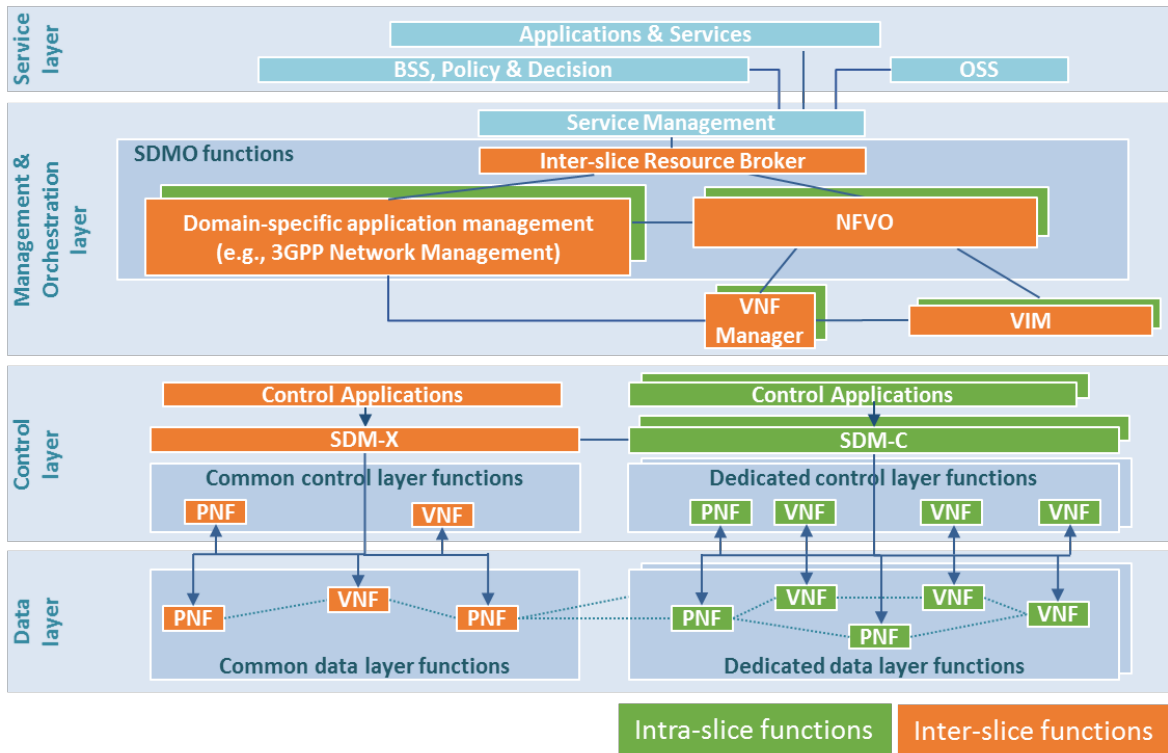 Service
layer
Applications & Services
BSS, Policy & Decision
OSS
Management &
Orchestration
layer
Service Management
SDMO functions
Inter-slice Resource Broker
Domain-specific application management
(e.g., 3GPP Network Management)
NFVO
VNF
Manager
VIM
Control
layer
Control Applications
Control Applications
SDM-X
SDM-C
Common control layer functions
Dedicated control layer functions
PNF
VNF
PNF
VNF
VNF
VNF
Data
layer
PNF
VNF
PNF
PNF
VNF
PNF
VNF
VNF
Common data layer functions
Dedicated data layer functions
Intra-slice functions
Inter-slice functions